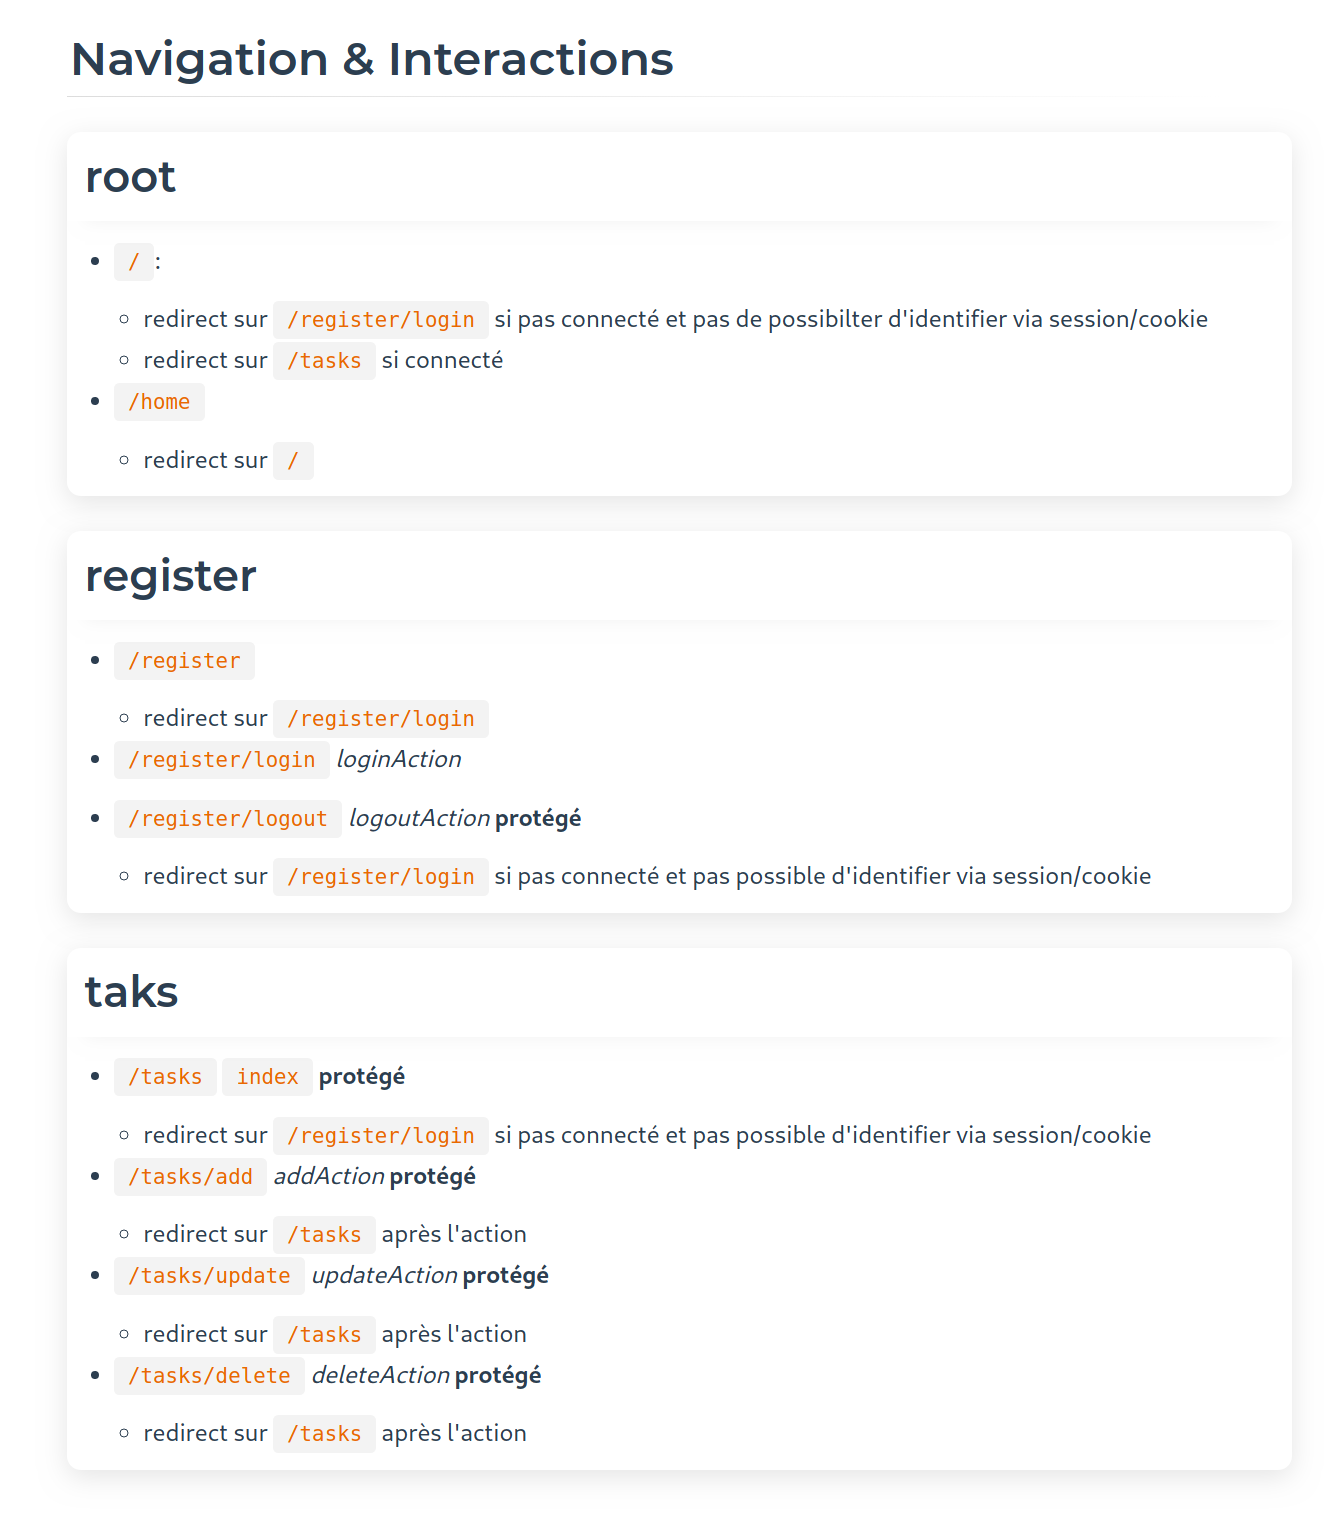 Navigation & Interactions
root
/ :
redirect sur /register/login si pas connecté et pas de possibilter d'identifier via session/cookie
redirect sur /tasks si connecté
/home
redirect sur /
register
/register
redirect sur /register/login
/register/login loginAction
/register/logout logoutAction protégé
redirect sur /register/login si pas connecté et pas possible d'identifier via session/cookie
taks
/tasks index protégé
redirect sur /register/login si pas connecté et pas possible d'identifier via session/cookie
/tasks/add addAction protégé
redirect sur /tasks après l'action
/tasks/update updateAction protégé
redirect sur /tasks après l'action
/tasks/delete deleteAction protégé
redirect sur /tasks après l'action